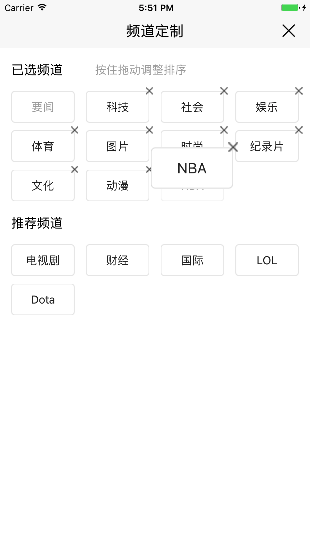 Carrier 5:51 PM
频道定制
已选频道 按住拖动调整排序
要闻 科技 社会 娱乐
体育 图片 时尚 纪录片
NBA
文化 动漫
推荐频道
电视剧 财经 国际 LOL
Dota